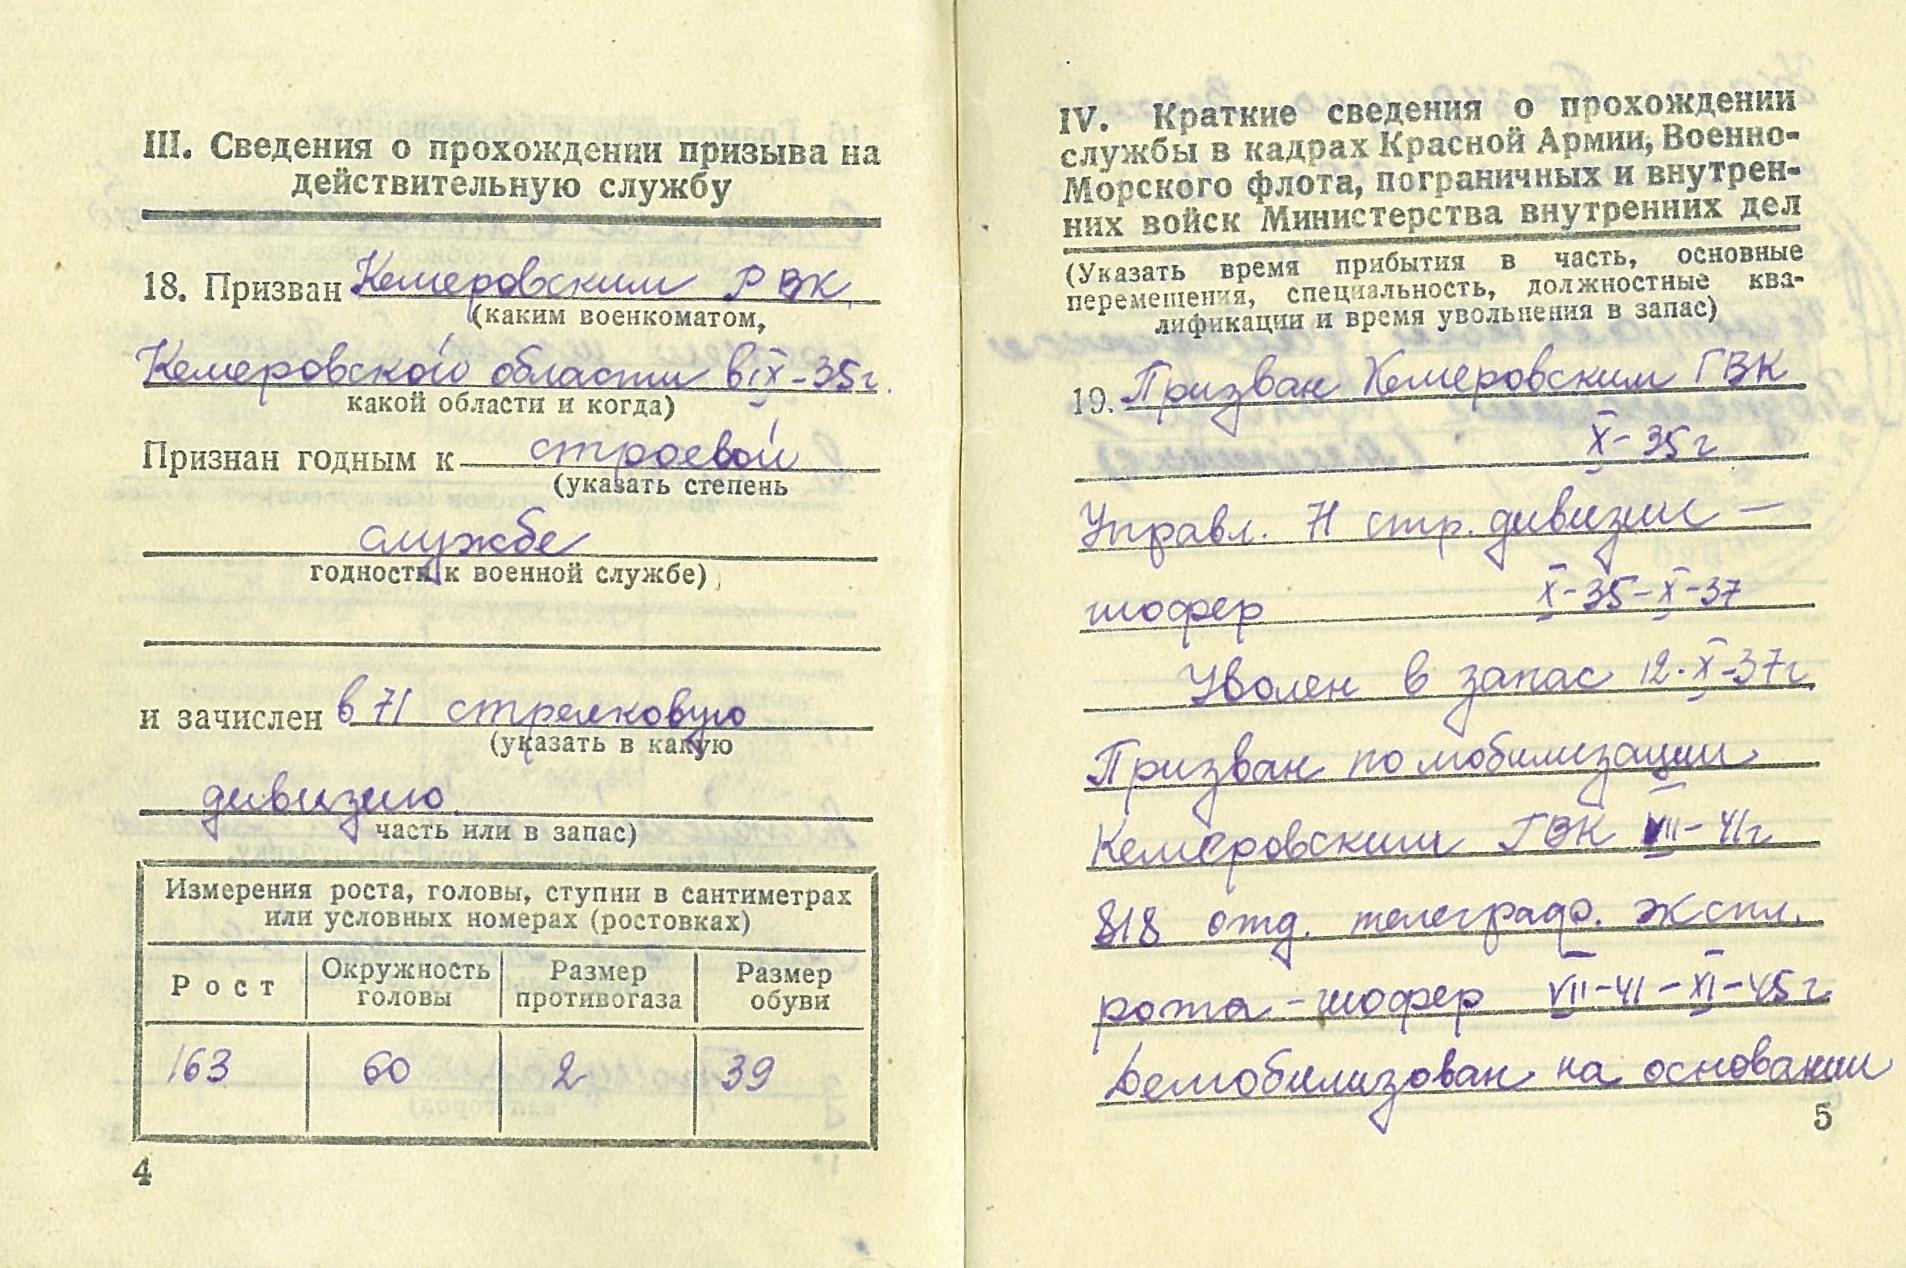 III. Сведения о прохождении призыва на
действительную службу
18. Призван Кемеровским РВК
(каким военкоматом,
Кемеровской области в IX-35г.
какой области и когда)
Признан годным к строевой
(указать степень
службе
годности к военной службе)
и зачислен в 71 стрелковую
(указать в какую
дивизию
часть или в запас)
Измерения роста, головы, ступни в сантиметрах
или условных номерах (ростовках)
Рост
Окружность
головы
Размер
противогаза
Размер
обуви
163 60 2 39
4
IV. Краткие сведения о прохождении
службы в кадрах Красной Армии, Военно-
Морского флота, пограничных и внутрен-
них войск Министерства внутренних дел
(Указать время прибытия в часть, основные
перемещения, специальность, должностные ква-
лификации и время увольнения в запас)
19. Призван Кемеровским ГВК
X-35г
Управл. 71 стр. дивизии —
шофер X-35-X-37
Уволен в запас 12.X-37г
Призван по мобилизации
Кемеровским ГВК VII-41г
818 отд. телеграф. экспл.
рота - шофер VII-41-XI-45г.
Демобилизован на основании
5